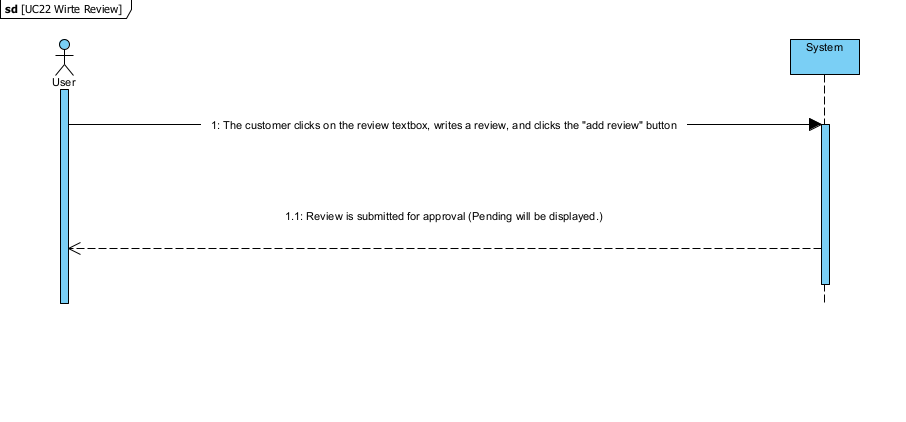 sd [UC22 Wirte Review]
User
System
1: The customer clicks on the review textbox, writes a review, and clicks the "add review" button
1.1: Review is submitted for approval (Pending will be displayed.)